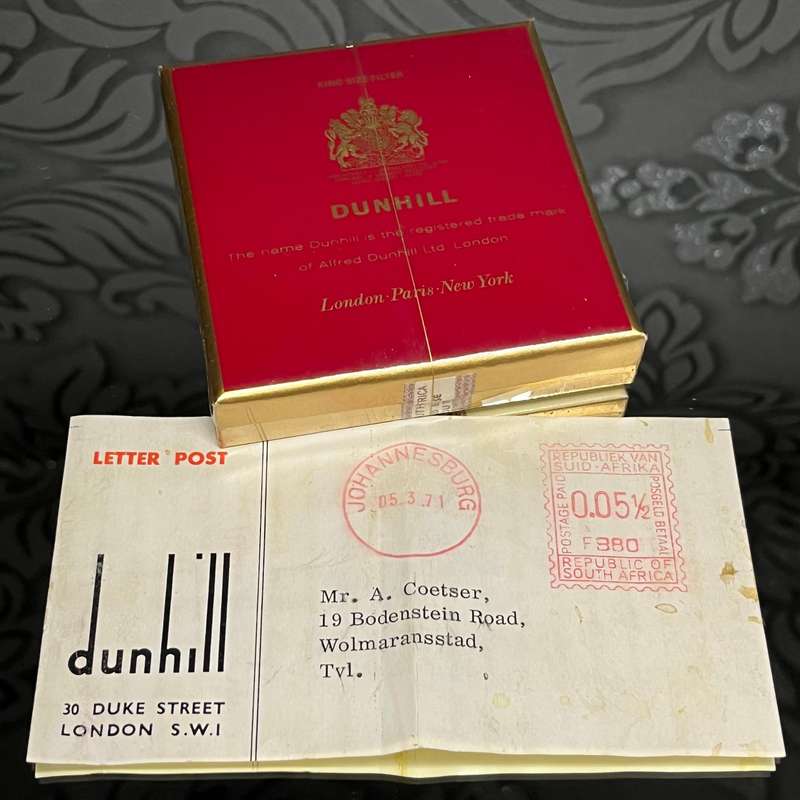 KING SIZE FILTER
DUNHILL
The name Dunhill is the registered trade mark
of Alfred Dunhill Ltd. London
London·Paris·New York
LETTER POST
JOHANNESBURG
05.3.71
REPUBLIEK VAN
SUID-AFRIKA
POSTAGE PAID
0.05½
POSGELD BETAAL
F380
REPUBLIC OF
SOUTH AFRICA
Mr. A. Coetser,
19 Bodenstein Road,
Wolmaransstad,
Tvl.
dunhill
30 DUKE STREET
LONDON S.W.1